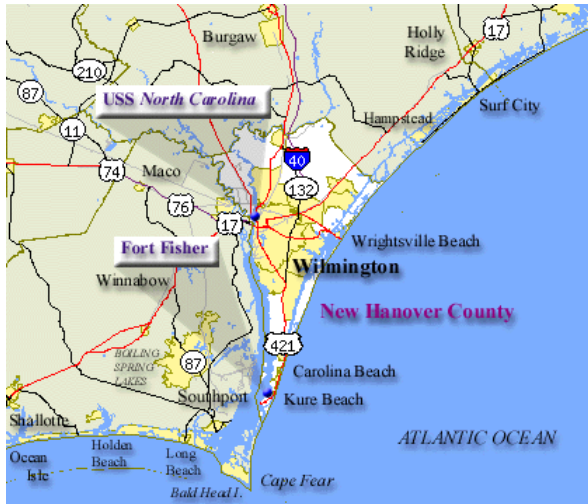 Burgaw
Holly
Ridge
17
210
87
USS North Carolina
Surf City
Hampstead
11
40
Maco
74
132
76
17
Wrightsville Beach
Fort Fisher
Wilmington
Winnabow
New Hanover County
421
BOILING
SPRING
LAKES
87
Carolina Beach
Southport
Kure Beach
Shallotte
ATLANTIC OCEAN
Ocean
Isle
Holden
Beach
Long
Beach
Cape Fear
Bald Head I.